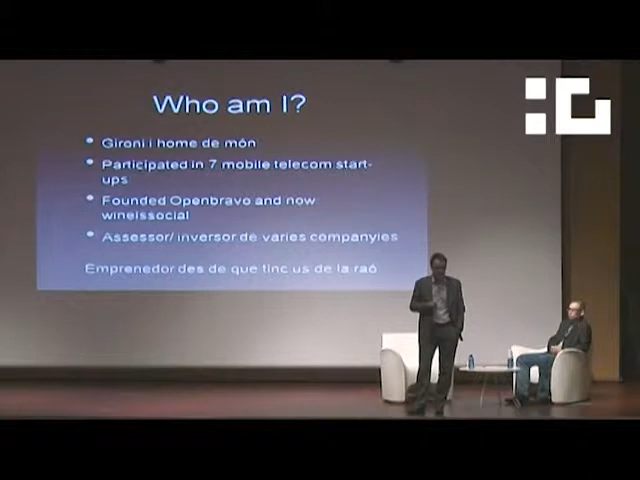 Who am I?
• Gironi i home de món
• Participated in 7 mobile telecom start-
ups
• Founded Openbravo and now
wineissocial
• Assessor/ inversor de varies companyies
Emprenedor des de que tinc us de la raó
:G